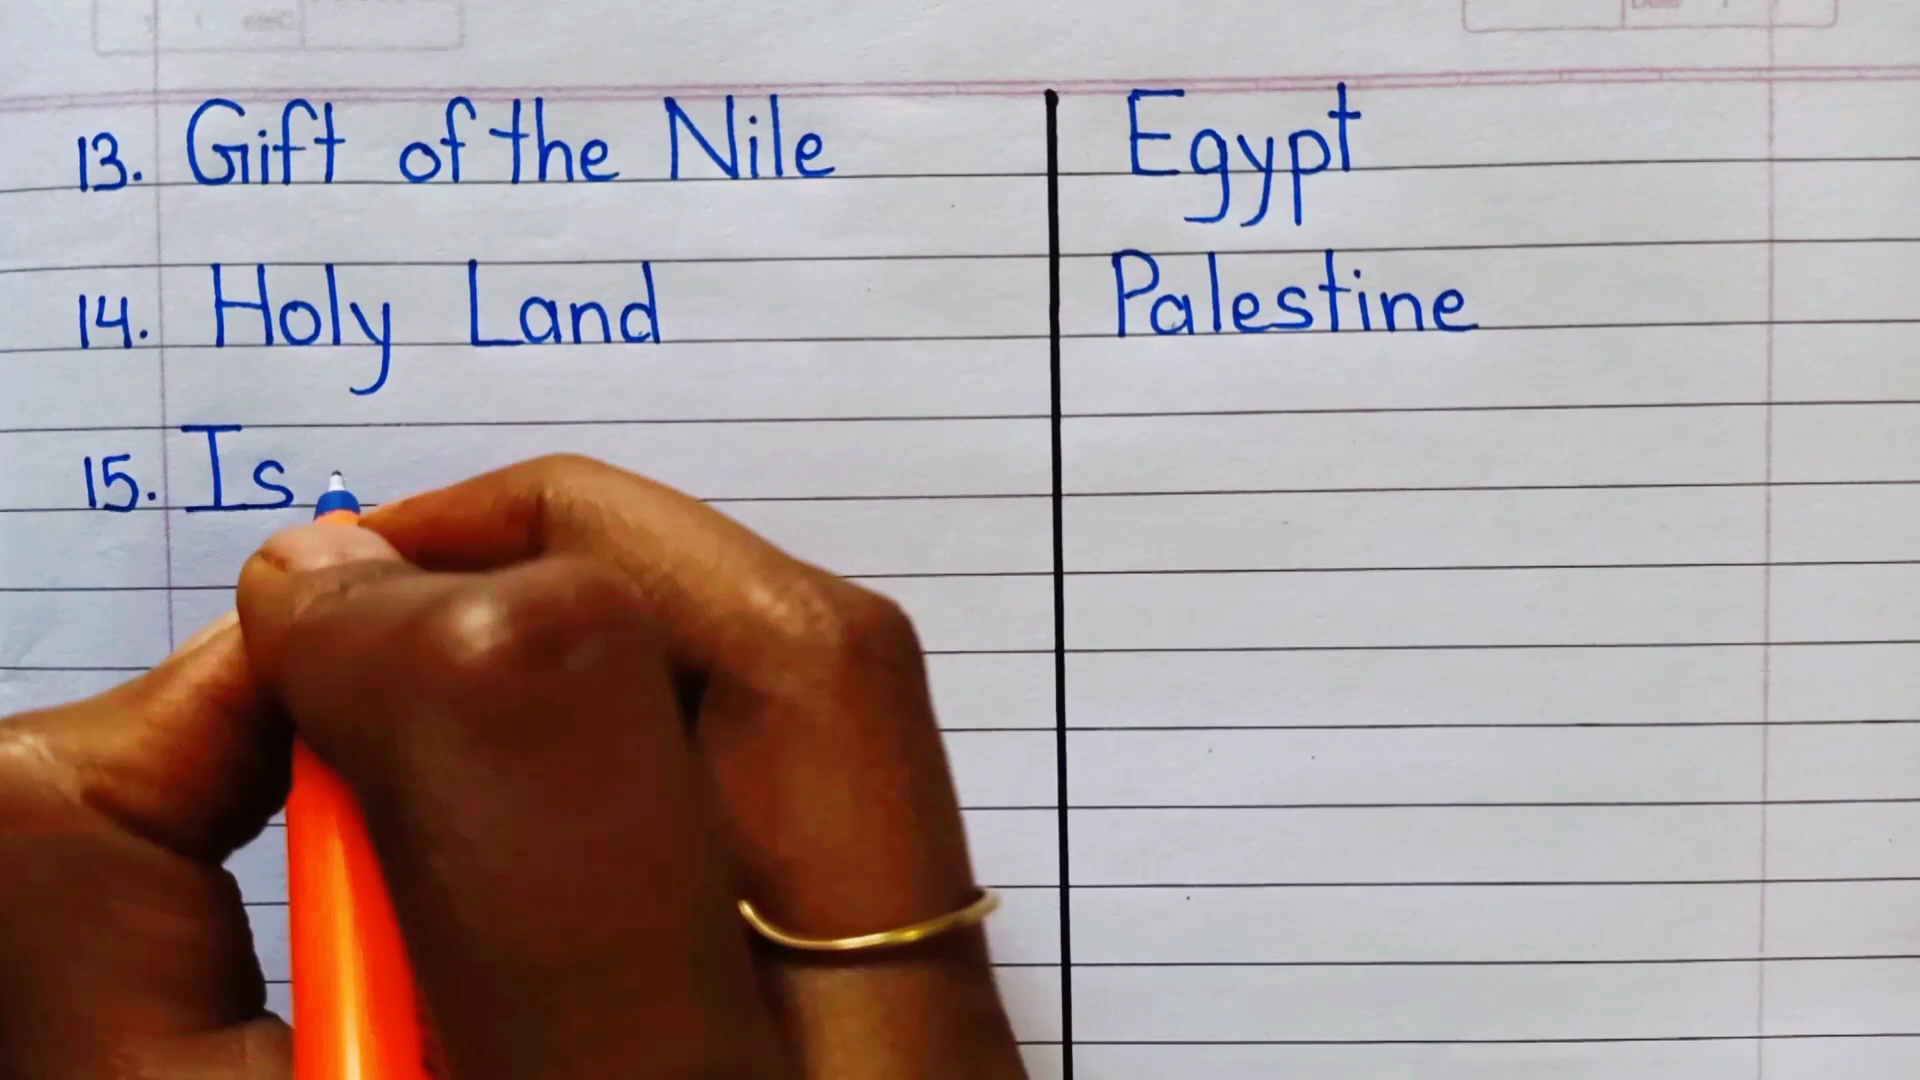 13. Gift of the Nile Egypt
14. Holy Land Palestine
15. Is